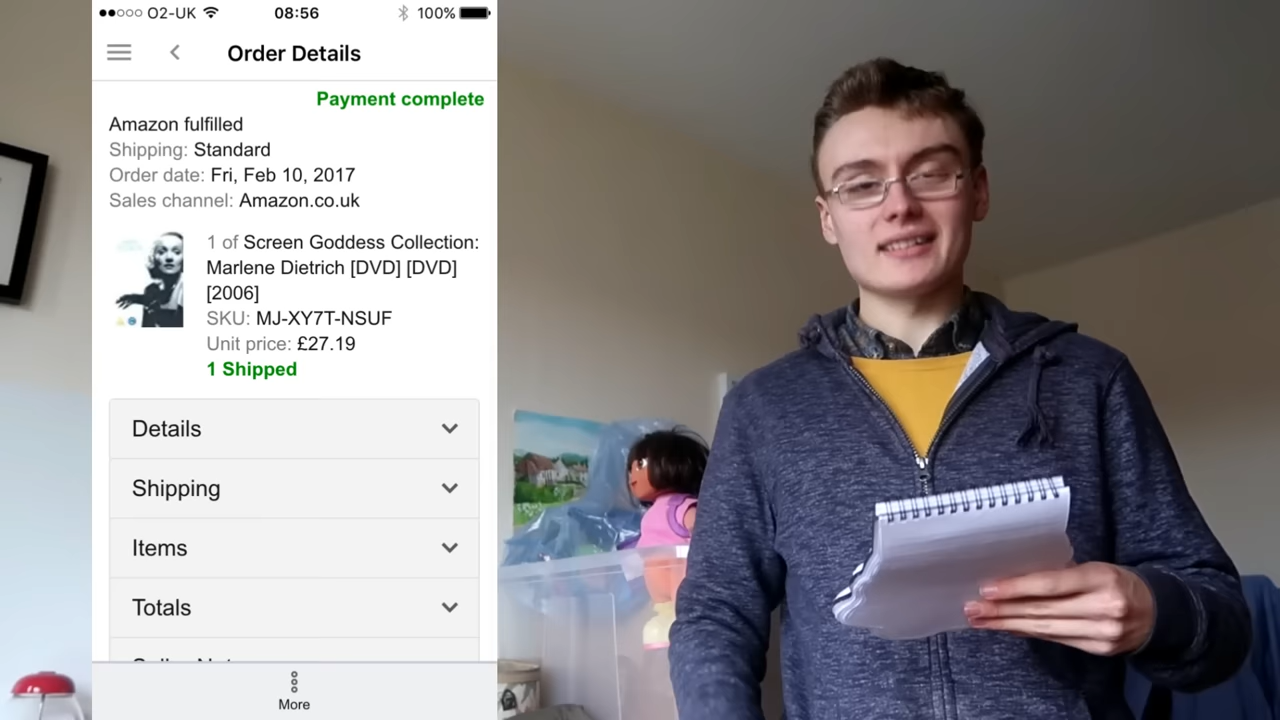 O2-UK 08:56 100%
Order Details
Payment complete
Amazon fulfilled
Shipping: Standard
Order date: Fri, Feb 10, 2017
Sales channel: Amazon.co.uk
1 of Screen Goddess Collection:
Marlene Dietrich [DVD] [DVD]
[2006]
SKU: MJ-XY7T-NSUF
Unit price: £27.19
1 Shipped
Details
Shipping
Items
Totals
More